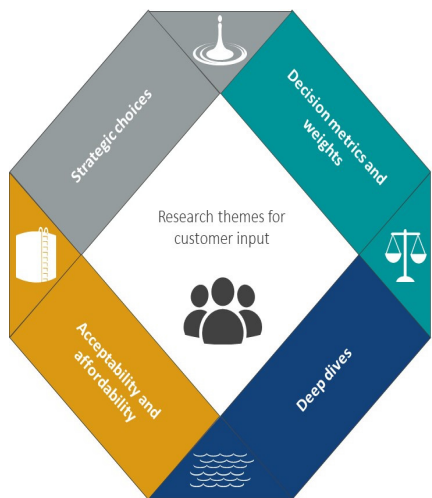 Strategic choices
Decision metrics and
weights
Research themes for
customer input
Acceptability and
affordability
Deep dives